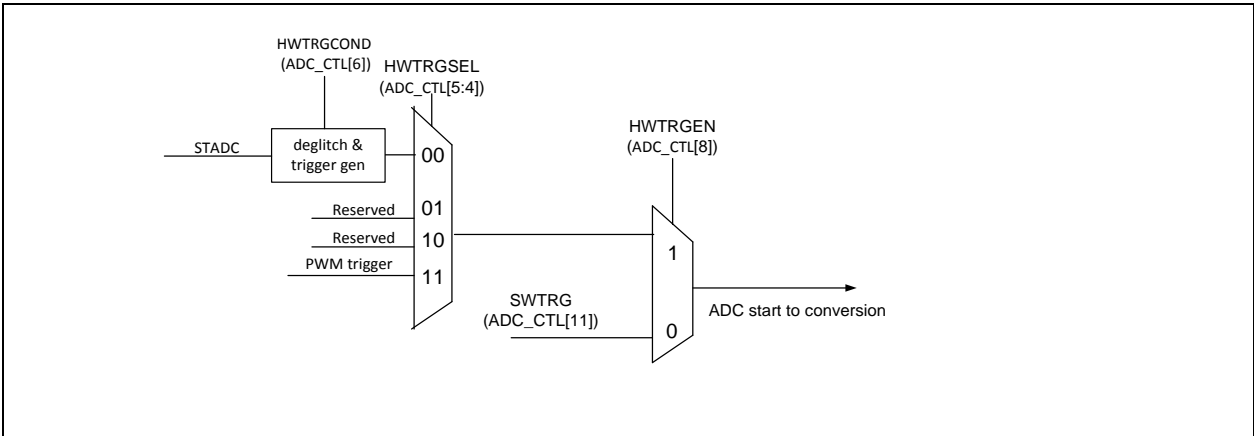 HWTRGCOND
(ADC_CTL[6])
HWTRGSEL
(ADC_CTL[5:4])
HWTRGEN
(ADC_CTL[8])
STADC
deglitch &
trigger gen
00
Reserved
01
Reserved
10
PWM trigger
11
1
SWTRG
(ADC_CTL[11])
0
ADC start to conversion